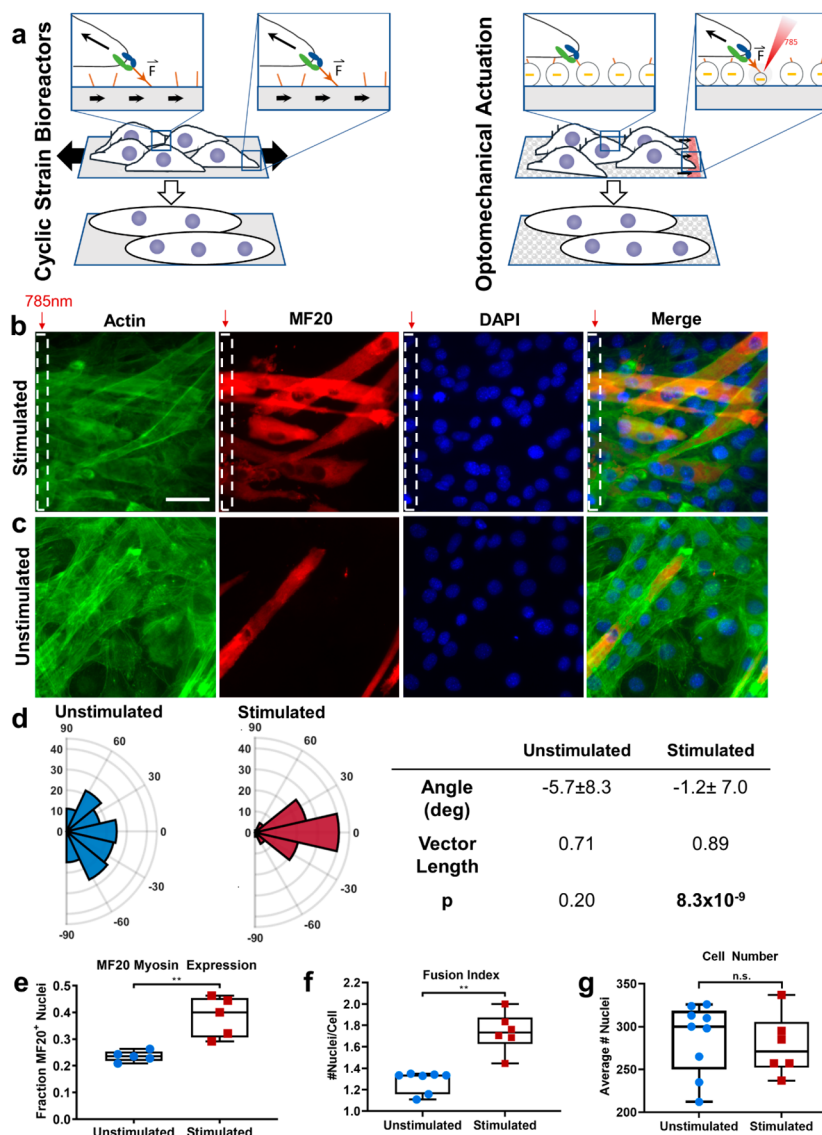 a
Cyclic Strain Bioreactors
F
F
Optomechanical Actuation
F
785
785nm
b
Actin
MF20
DAPI
Merge
Stimulated
c
Unstimulated
d
Unstimulated
90
60
40
30
30
20
10
0
0
-30
-60
-90
Stimulated
90
60
40
30
30
20
10
0
0
-30
-60
-90
Unstimulated Stimulated
Angle (deg) -5.7±8.3 -1.2± 7.0
Vector Length 0.71 0.89
p 0.20 8.3x10⁻⁹
e
MF20 Myosin Expression
**
Fraction MF20⁺ Nuclei
0.5
0.4
0.3
0.2
0.1
0.0
Unstimulated Stimulated
f
Fusion Index
**
#Nuclei/Cell
2.2
2.0
1.8
1.6
1.4
1.2
1.0
Unstimulated Stimulated
g
Cell Number
n.s.
Average # Nuclei
350
300
250
200
Unstimulated Stimulated